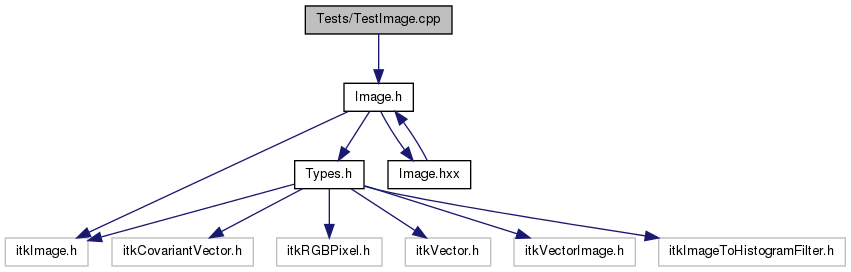 Tests/TestImage.cpp
Image.h
Types.h
Image.hxx
itkImage.h
itkCovariantVector.h
itkRGBPixel.h
itkVector.h
itkVectorImage.h
itkImageToHistogramFilter.h